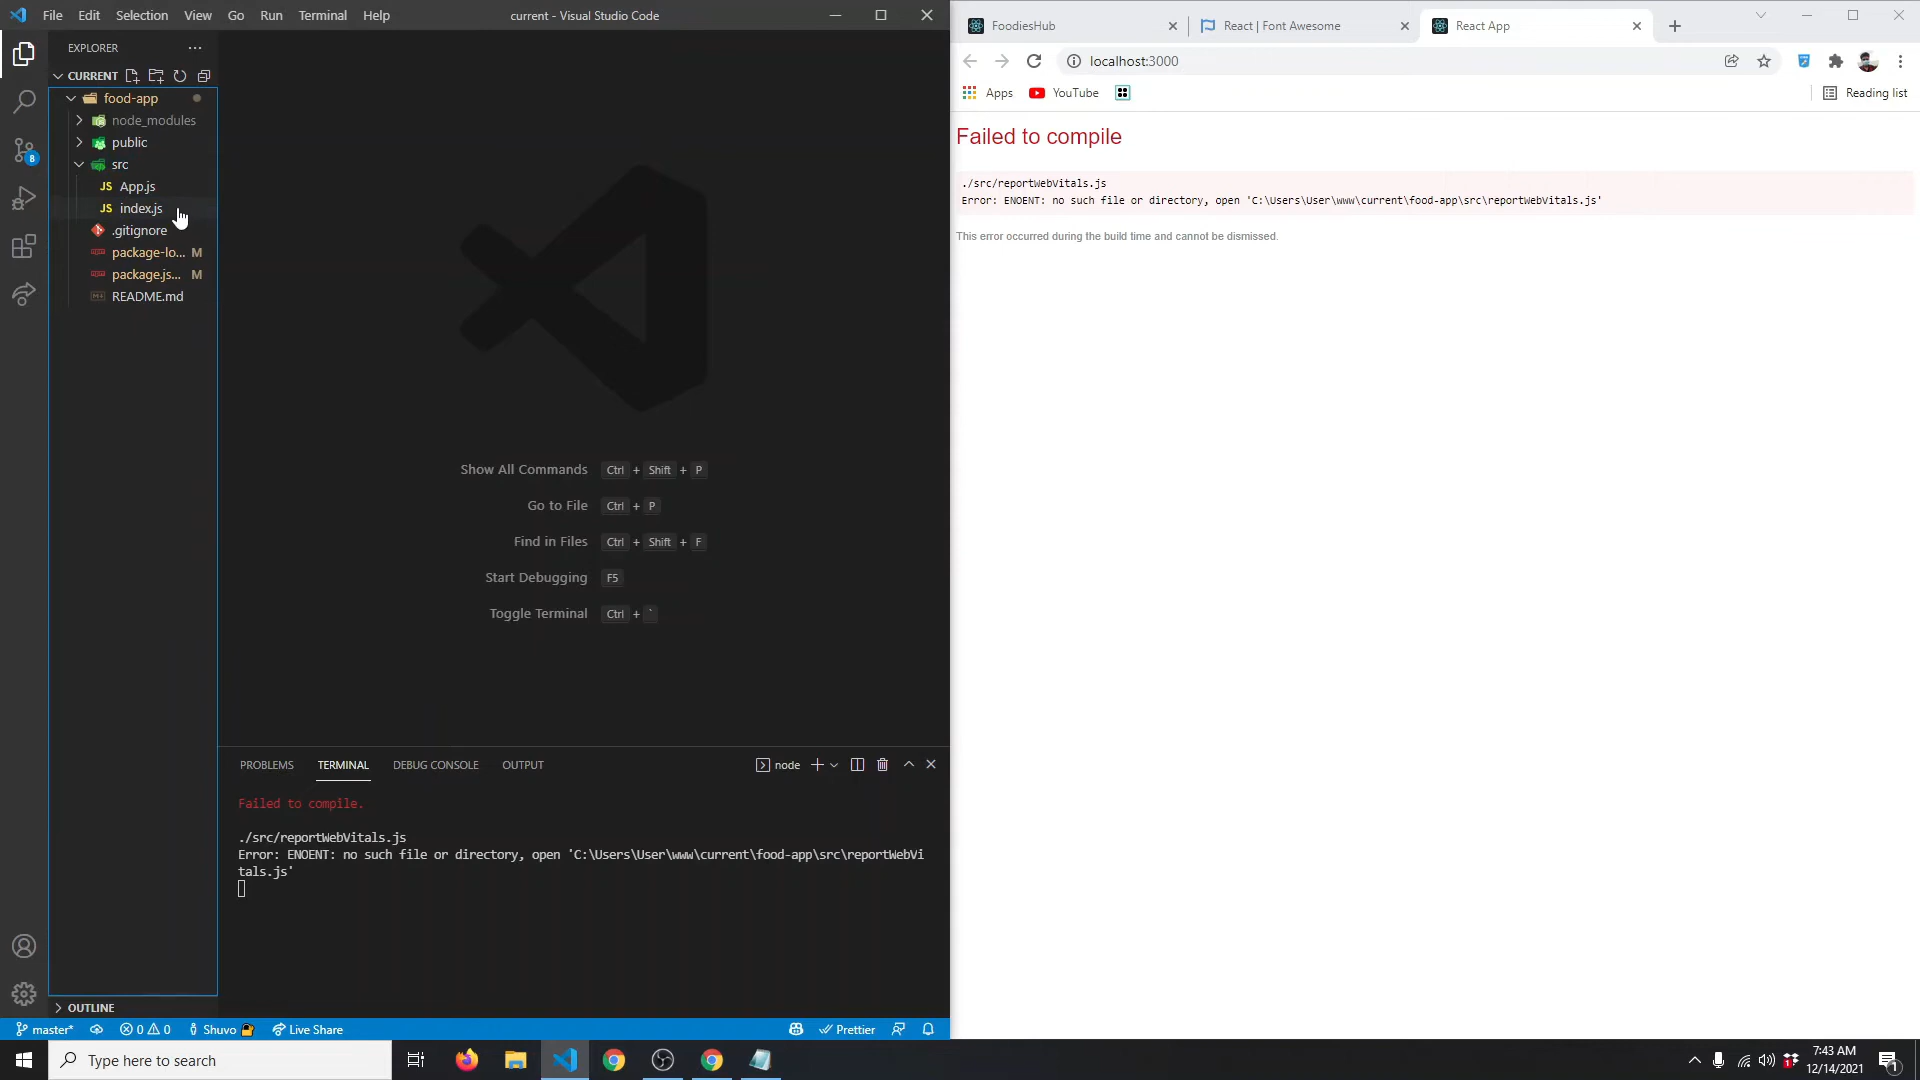 File Edit Selection View Go Run Terminal Help
current - Visual Studio Code
EXPLORER
CURRENT
food-app
node_modules
public
src
JS App.js
JS index.js
.gitignore
package-lo... M
package.js... M
README.md
OUTLINE
8
Show All Commands Ctrl + Shift + P
Go to File Ctrl + P
Find in Files Ctrl + Shift + F
Start Debugging F5
Toggle Terminal Ctrl + `
PROBLEMS TERMINAL DEBUG CONSOLE OUTPUT
node
Failed to compile.
./src/reportWebVitals.js
Error: ENOENT: no such file or directory, open 'C:\Users\User\www\current\food-app\src\reportWebVi
tals.js'
master* 0 0 Shuvo Live Share
Prettier
FoodiesHub
React | Font Awesome
React App
localhost:3000
Apps YouTube
Reading list
Failed to compile
./src/reportWebVitals.js
Error: ENOENT: no such file or directory, open 'C:\Users\User\www\current\food-app\src\reportWebVitals.js'
This error occurred during the build time and cannot be dismissed.
Type here to search
7:43 AM
12/14/2021
1